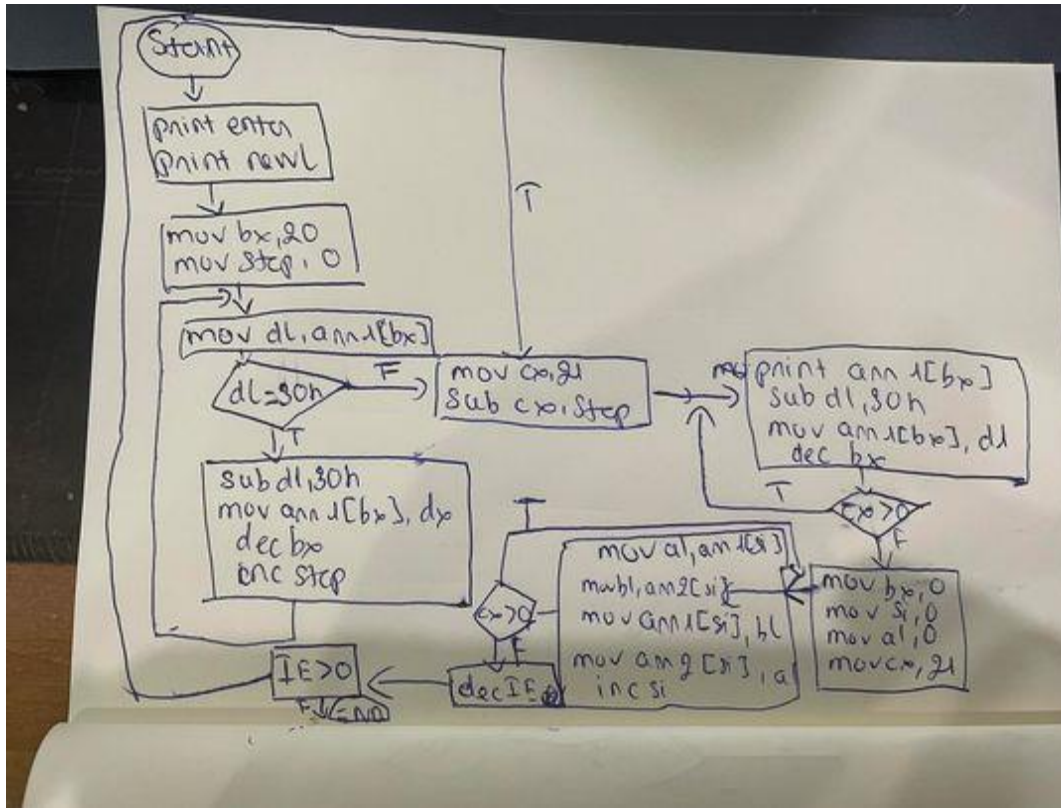 Start
print enter
print newl
mov bx,20
mov step, 0
mov dl, arr1[bx]
dl=30h
F
T
sub dl,30h
mov arr1[bx], dx
dec bx
inc step
T
mov cx,21
sub cx,step
print arr1[bx]
sub dl,30h
mov arr1[bx], dl
dec bx
cx>0
T
F
mov bx,0
mov si,0
mov al,0
mov cx,21
mov al,arr1[si]
mov bl,arr2[si]
mov arr1[si], bl
mov arr2[si], a
inc si
cx>0
T
F
dec IE
IE>0
F
END